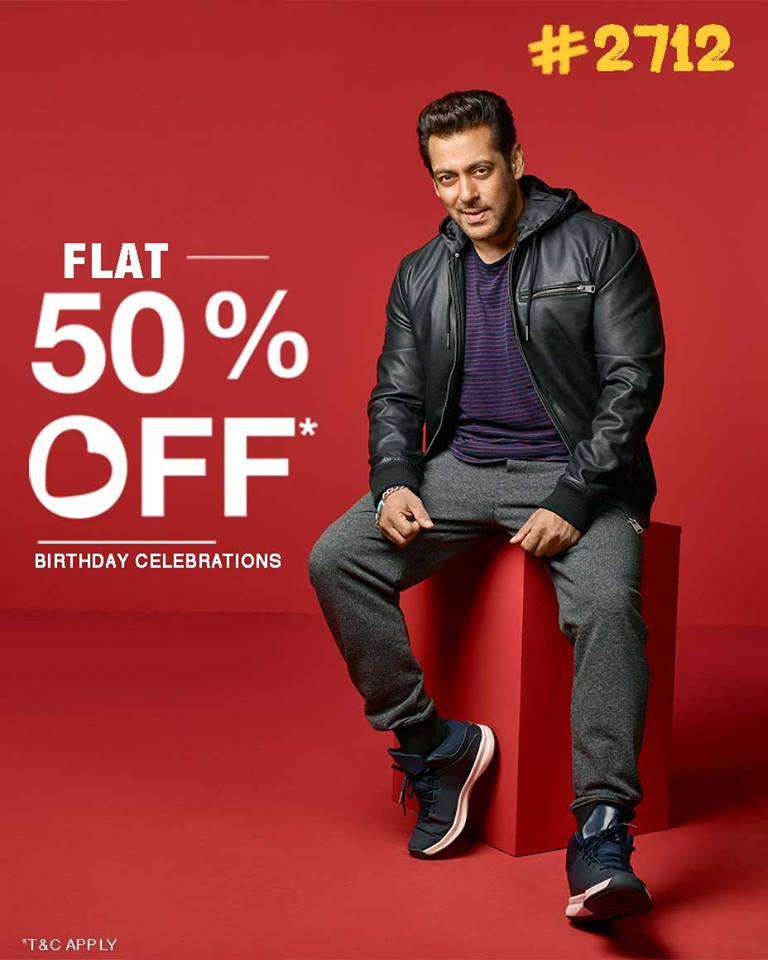 #2712
FLAT
50%
OFF*
BIRTHDAY CELEBRATIONS
*T&C APPLY